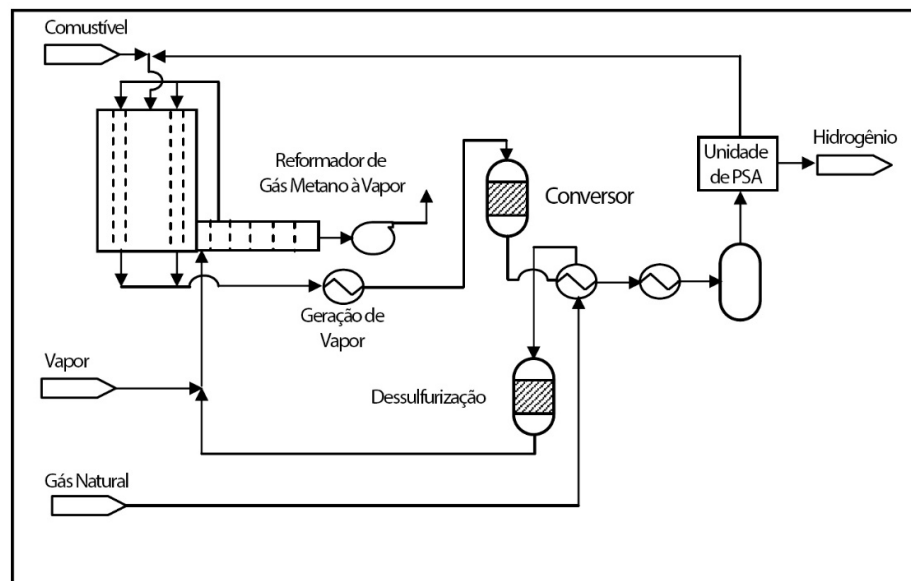 Comustível
Reformador de
Gás Metano à Vapor
Conversor
Unidade
de PSA
Hidrogênio
Geração de
Vapor
Vapor
Dessulfurização
Gás Natural